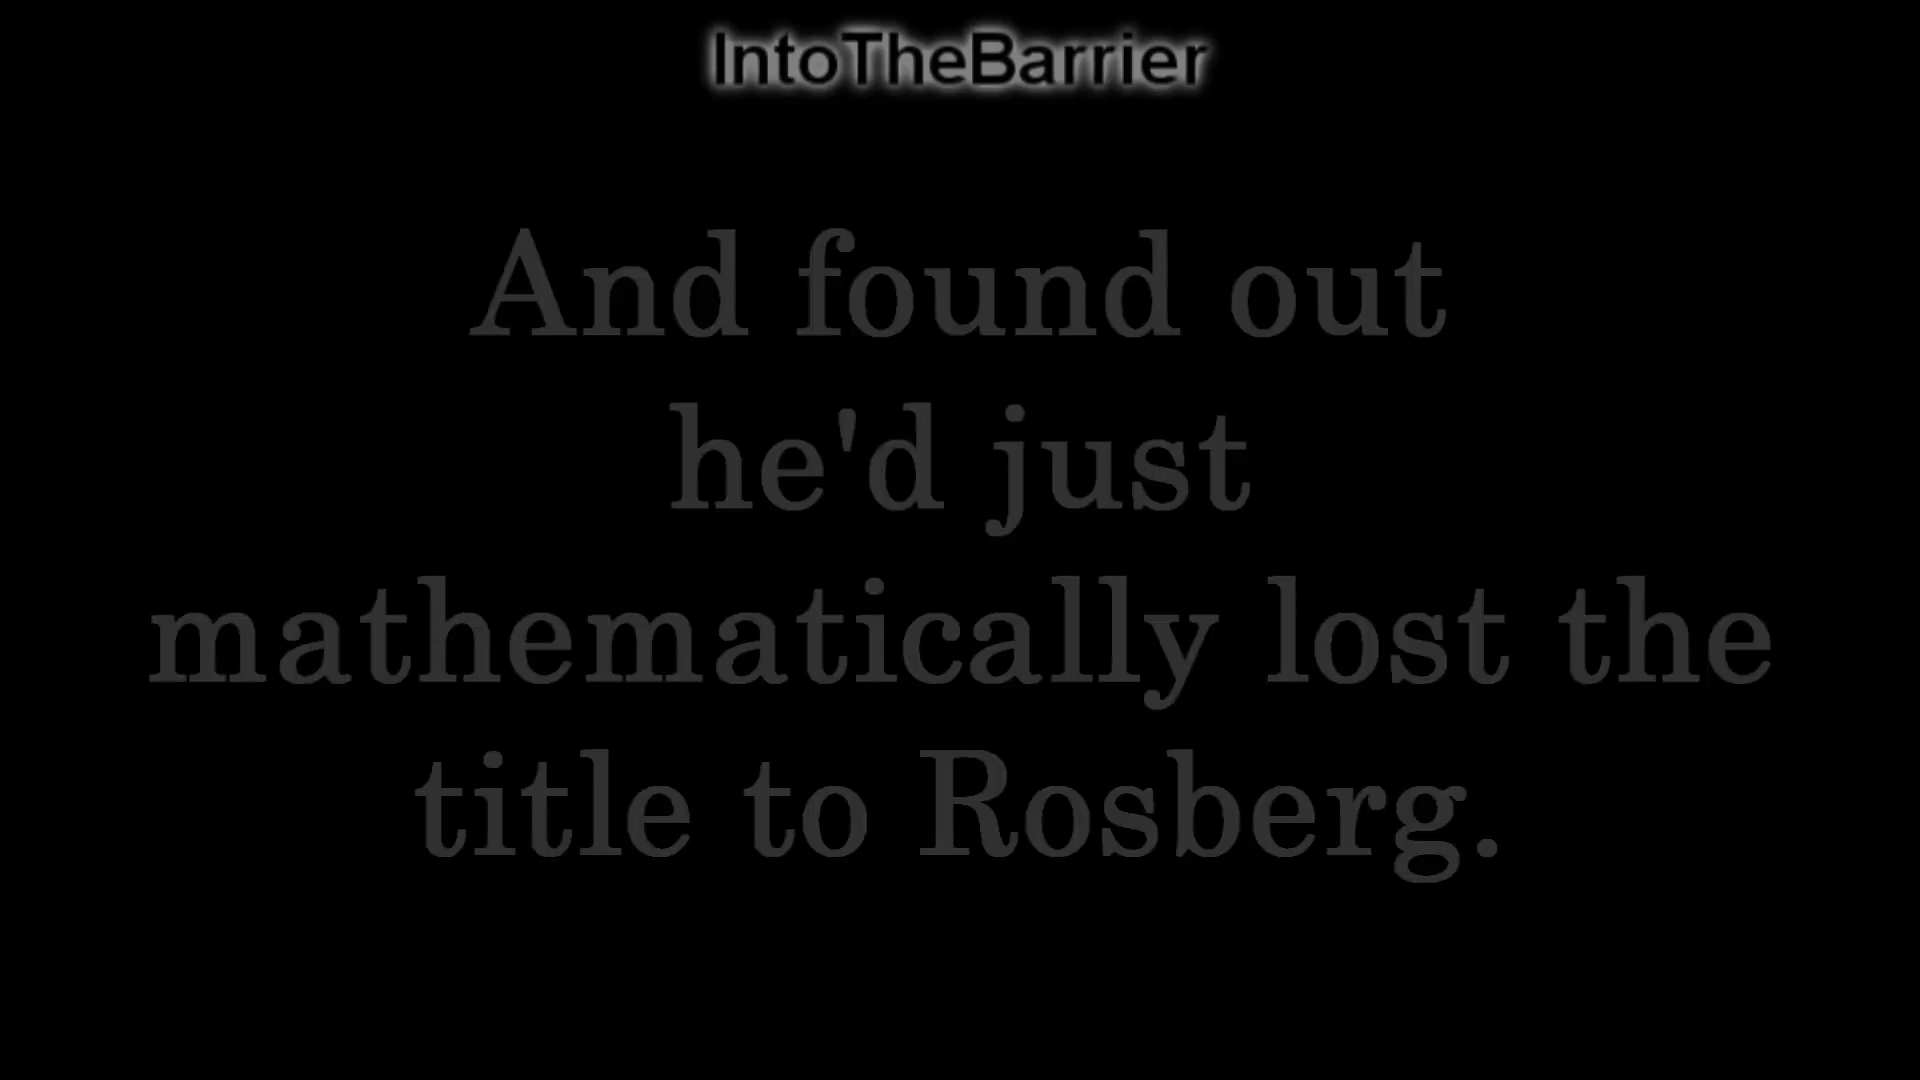 IntoTheBarrier
And found out
he'd just
mathematically lost the
title to Rosberg.